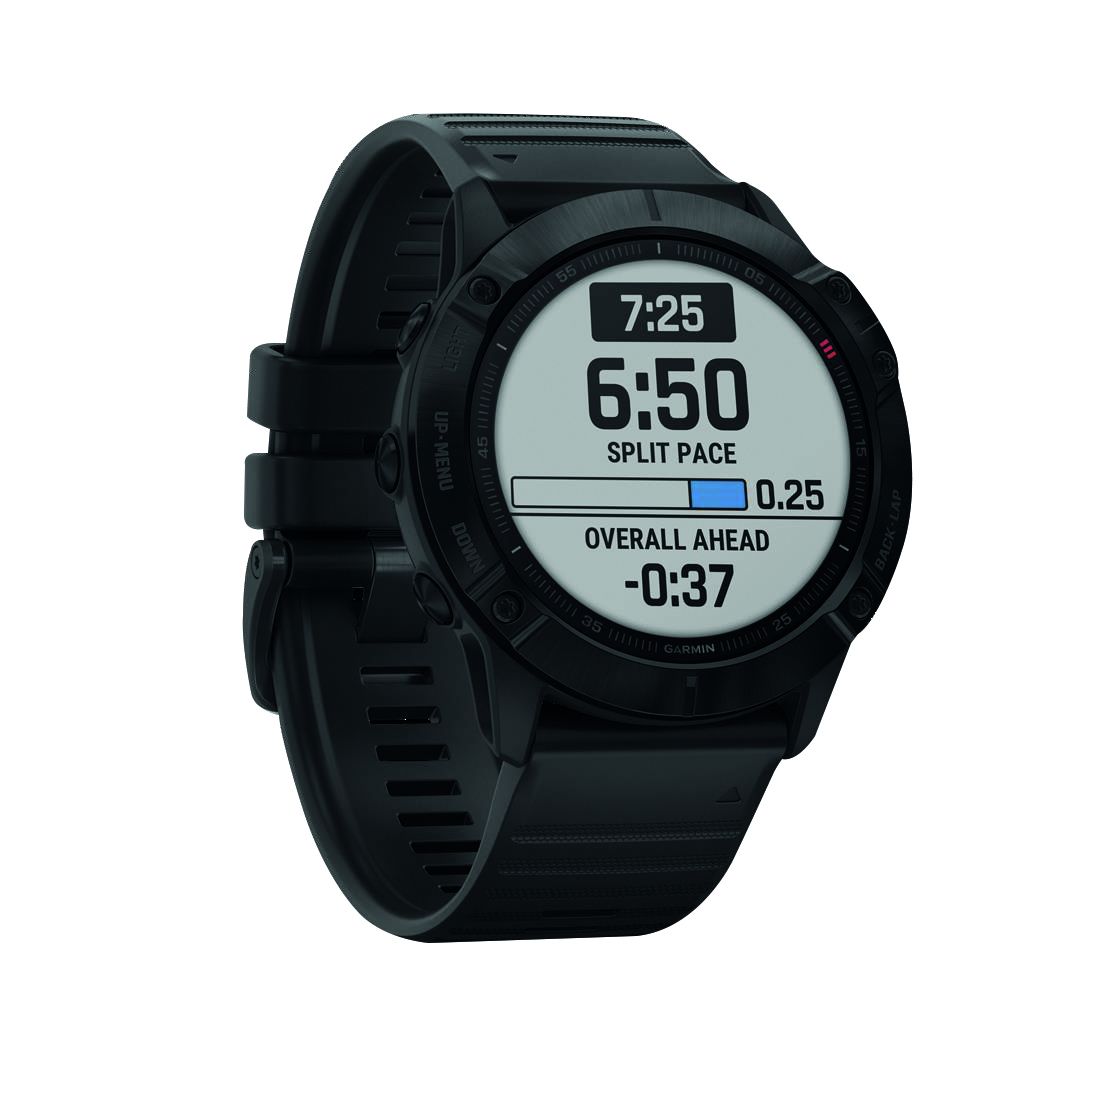 7:25
6:50
SPLIT PACE
0.25
OVERALL AHEAD
-0:37
55
05
15
25
35
45
GARMIN
LIGHT
UP·MENU
DOWN
BACK·LAP